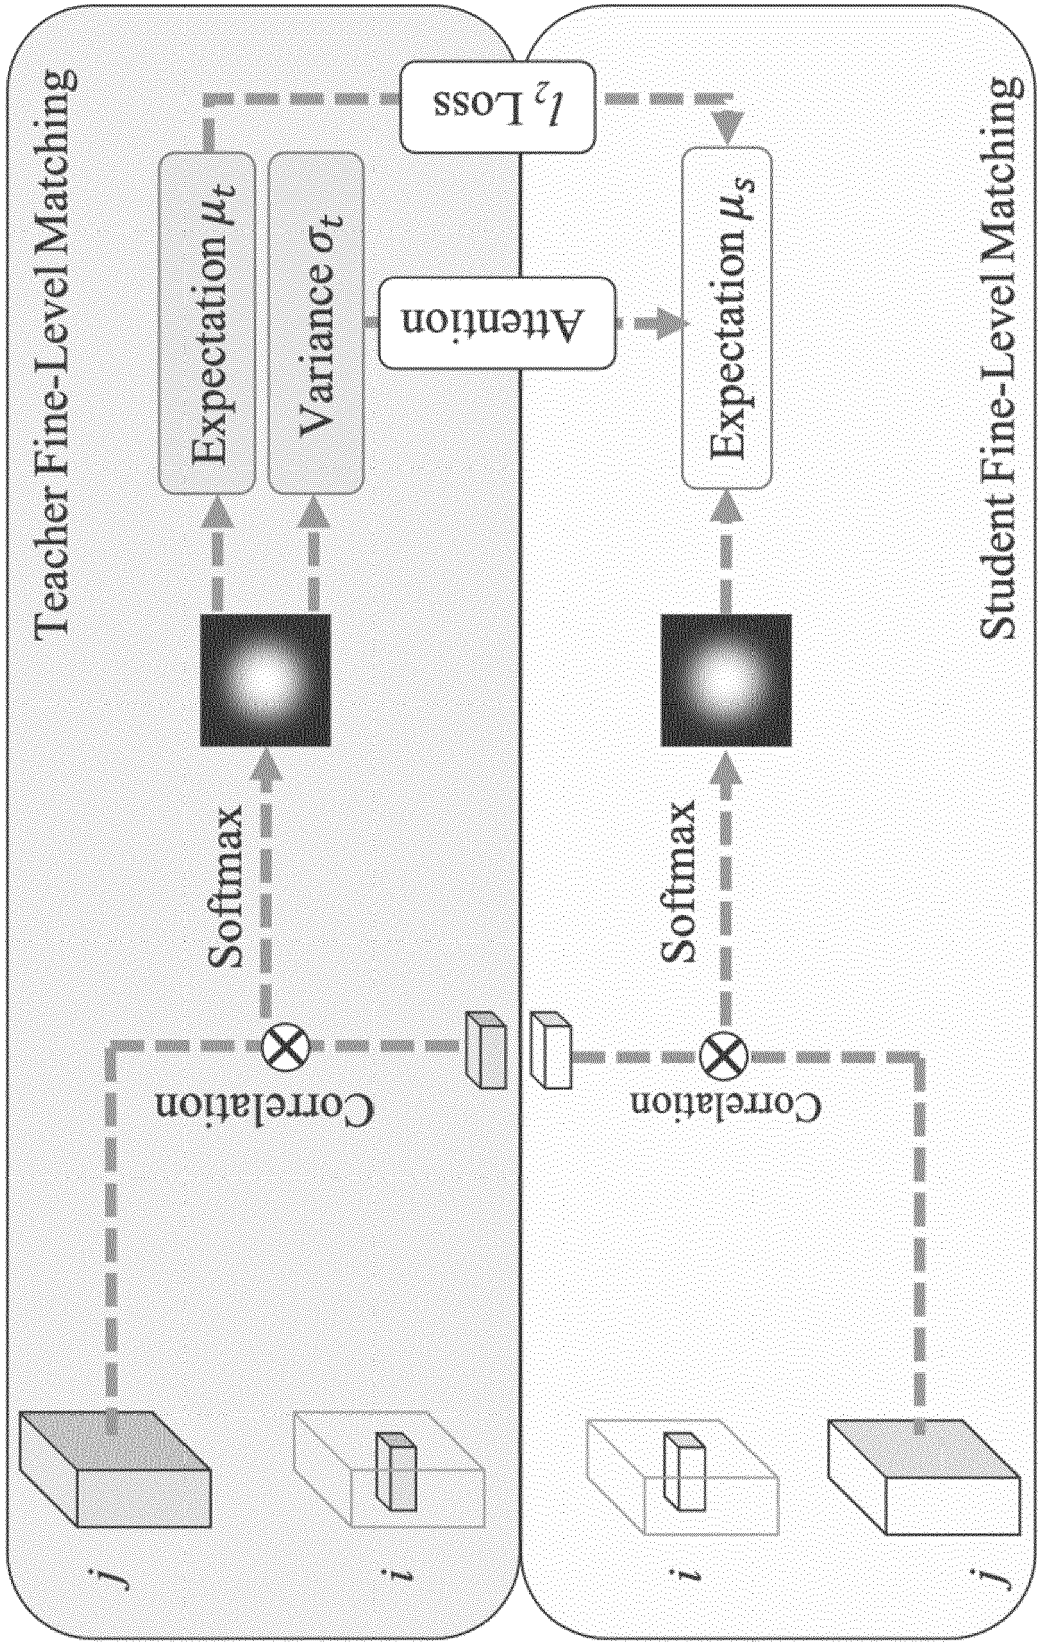 Teacher Fine-Level Matching
j
i
Correlation
Softmax
Expectation μₜ
Variance σₜ
l₂ Loss
Attention
i
j
Correlation
Softmax
Expectation μₛ
Student Fine-Level Matching